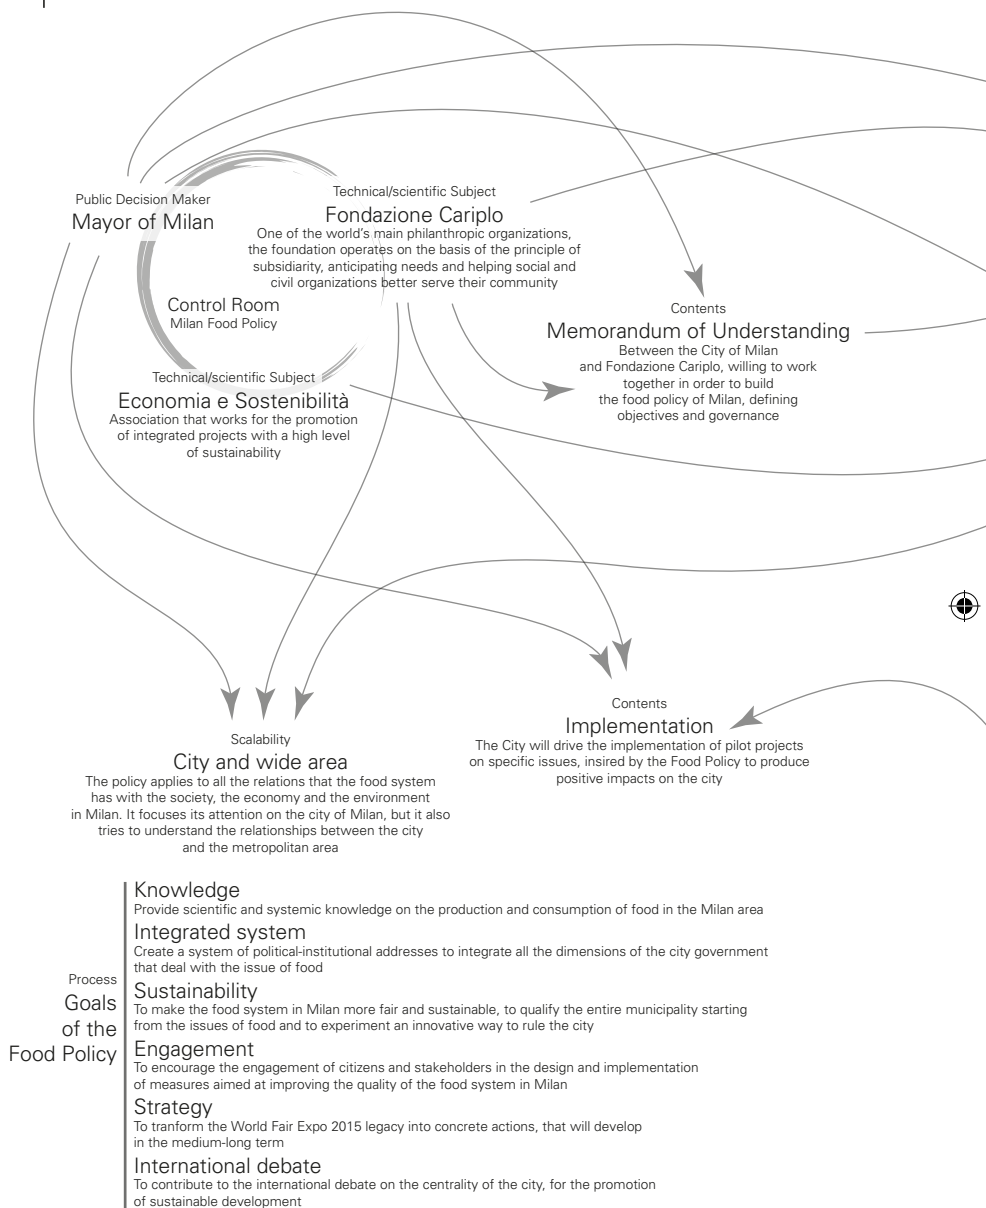 Public Decision Maker
Mayor of Milan
Technical/scientific Subject
Fondazione Cariplo
One of the world's main philanthropic organizations,
the foundation operates on the basis of the principle of
subsidiarity, anticipating needs and helping social and
civil organizations better serve their community
Control Room
Milan Food Policy
Technical/scientific Subject
Economia e Sostenibilità
Association that works for the promotion
of integrated projects with a high level
of sustainability
Contents
Memorandum of Understanding
Between the City of Milan
and Fondazione Cariplo, willing to work
together in order to build
the food policy of Milan, defining
objectives and governance
Scalability
City and wide area
The policy applies to all the relations that the food system
has with the society, the economy and the environment
in Milan. It focuses its attention on the city of Milan, but it also
tries to understand the relationships between the city
and the metropolitan area
Contents
Implementation
The City will drive the implementation of pilot projects
on specific issues, insired by the Food Policy to produce
positive impacts on the city
Process
Goals
of the
Food Policy
Knowledge
Provide scientific and systemic knowledge on the production and consumption of food in the Milan area
Integrated system
Create a system of political-institutional addresses to integrate all the dimensions of the city government
that deal with the issue of food
Sustainability
To make the food system in Milan more fair and sustainable, to qualify the entire municipality starting
from the issues of food and to experiment an innovative way to rule the city
Engagement
To encourage the engagement of citizens and stakeholders in the design and implementation
of measures aimed at improving the quality of the food system in Milan
Strategy
To tranform the World Fair Expo 2015 legacy into concrete actions, that will develop
in the medium-long term
International debate
To contribute to the international debate on the centrality of the city, for the promotion
of sustainable development